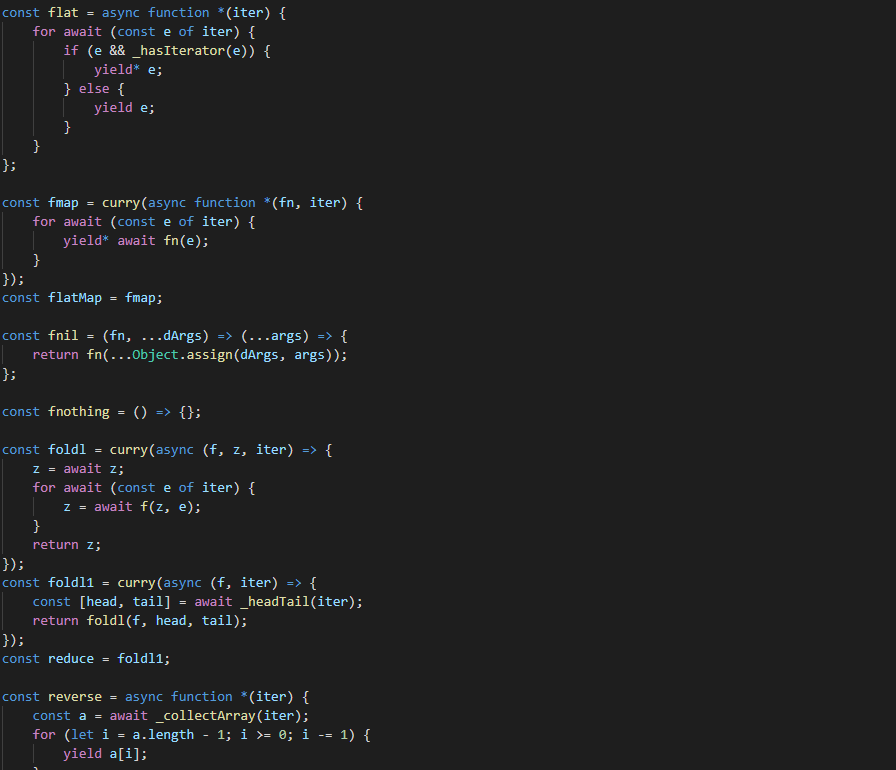 const flat = async function *(iter) {
    for await (const e of iter) {
        if (e && _hasIterator(e)) {
            yield* e;
        } else {
            yield e;
        }
    }
};

const fmap = curry(async function *(fn, iter) {
    for await (const e of iter) {
        yield* await fn(e);
    }
});
const flatMap = fmap;

const fnil = (fn, ...dArgs) => (...args) => {
    return fn(...Object.assign(dArgs, args));
};

const fnothing = () => {};

const foldl = curry(async (f, z, iter) => {
    z = await z;
    for await (const e of iter) {
        z = await f(z, e);
    }
    return z;
});
const foldl1 = curry(async (f, iter) => {
    const [head, tail] = await _headTail(iter);
    return foldl(f, head, tail);
});
const reduce = foldl1;

const reverse = async function *(iter) {
    const a = await _collectArray(iter);
    for (let i = a.length - 1; i >= 0; i -= 1) {
        yield a[i];
    }